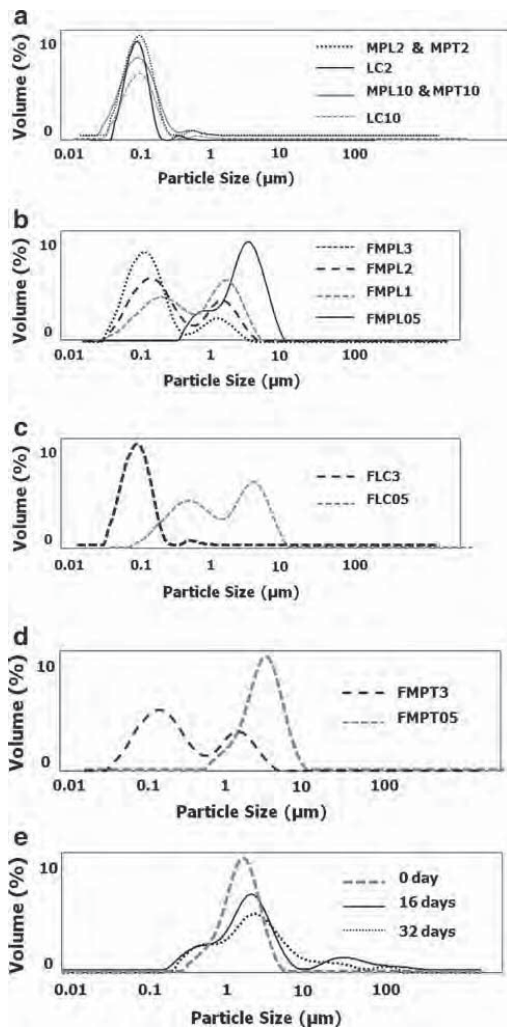 a
10
Volume (%)
0
MPL2 & MPT2
LC2
MPL10 & MPT10
LC10
0.01 0.1 1 10 100
Particle Size (µm)
b
10
Volume (%)
0
FMPL3
FMPL2
FMPL1
FMPL05
0.01 0.1 1 10 100
Particle Size (µm)
c
10
Volume (%)
0
FLC3
FLC05
0.01 0.1 1 10 100
Particle Size (µm)
d
10
Volume (%)
0
FMPT3
FMPT05
0.01 0.1 1 10 100
Particle Size (µm)
e
10
Volume (%)
0
0 day
16 days
32 days
0.01 0.1 1 10 100
Particle Size (µm)